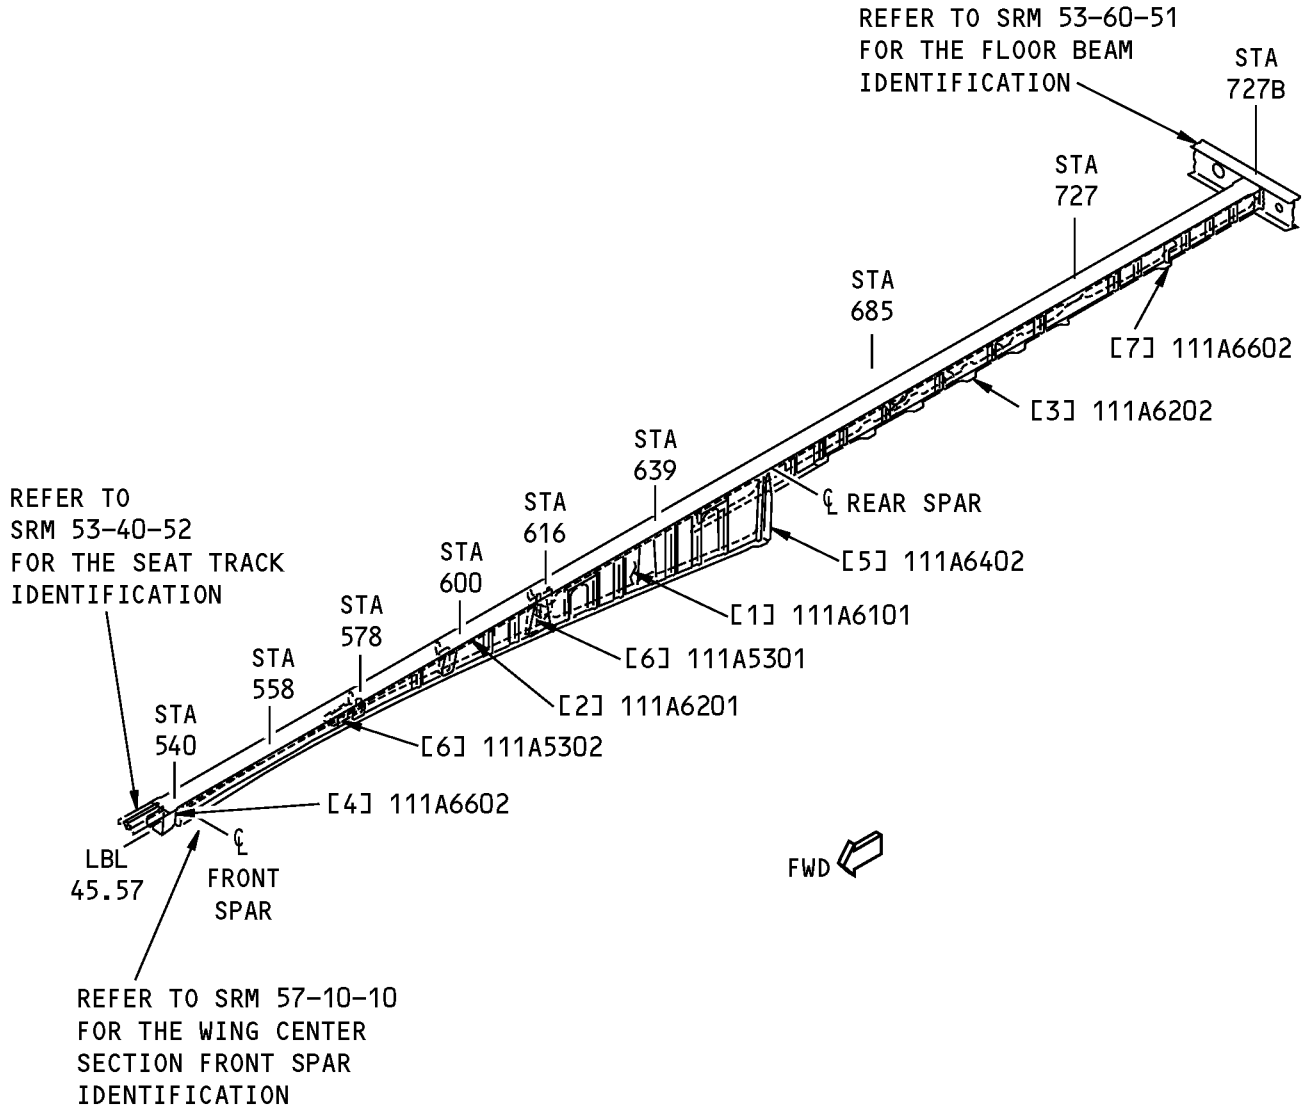 REFER TO SRM 53-60-51
FOR THE FLOOR BEAM
IDENTIFICATION
STA
727B
STA
727
STA
685
[7] 111A6602
[3] 111A6202
STA
639
℄ REAR SPAR
STA
616
[5] 111A6402
REFER TO
SRM 53-40-52
FOR THE SEAT TRACK
IDENTIFICATION
STA
600
[1] 111A6101
STA
578
[6] 111A5301
STA
558
[2] 111A6201
STA
540
[6] 111A5302
[4] 111A6602
LBL
45.57
℄
FRONT
SPAR
FWD
REFER TO SRM 57-10-10
FOR THE WING CENTER
SECTION FRONT SPAR
IDENTIFICATION